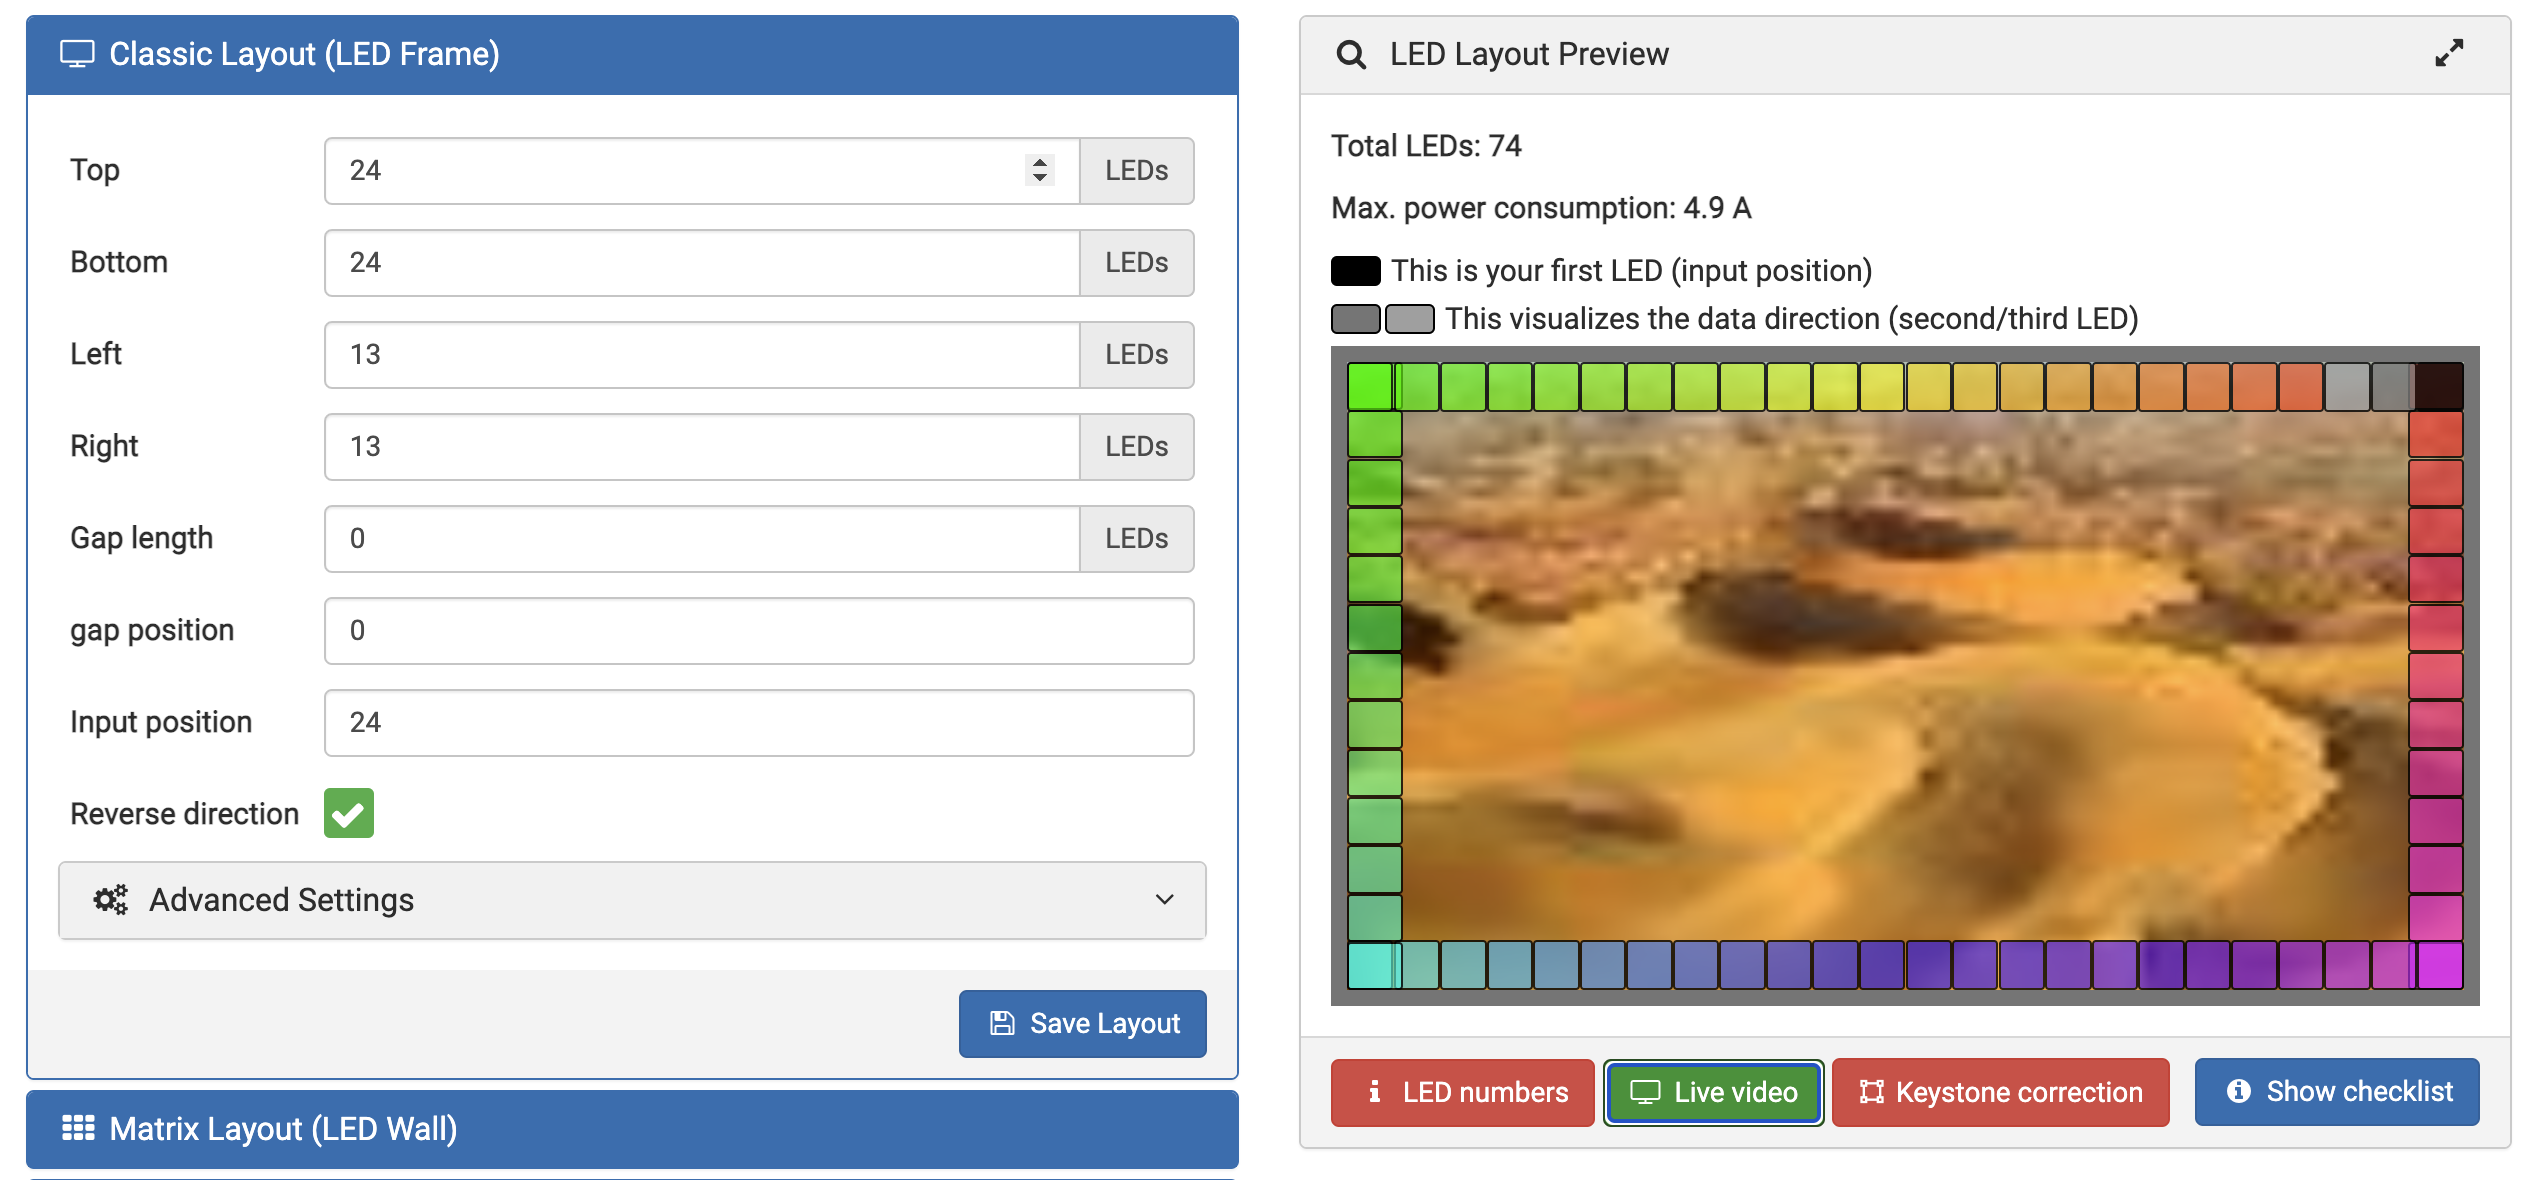 Classic Layout (LED Frame)
Top 24 LEDs
Bottom 24 LEDs
Left 13 LEDs
Right 13 LEDs
Gap length 0 LEDs
gap position 0
Input position 24
Reverse direction
Advanced Settings
Save Layout
Matrix Layout (LED Wall)
LED Layout Preview
Total LEDs: 74
Max. power consumption: 4.9 A
This is your first LED (input position)
This visualizes the data direction (second/third LED)
LED numbers
Live video
Keystone correction
Show checklist